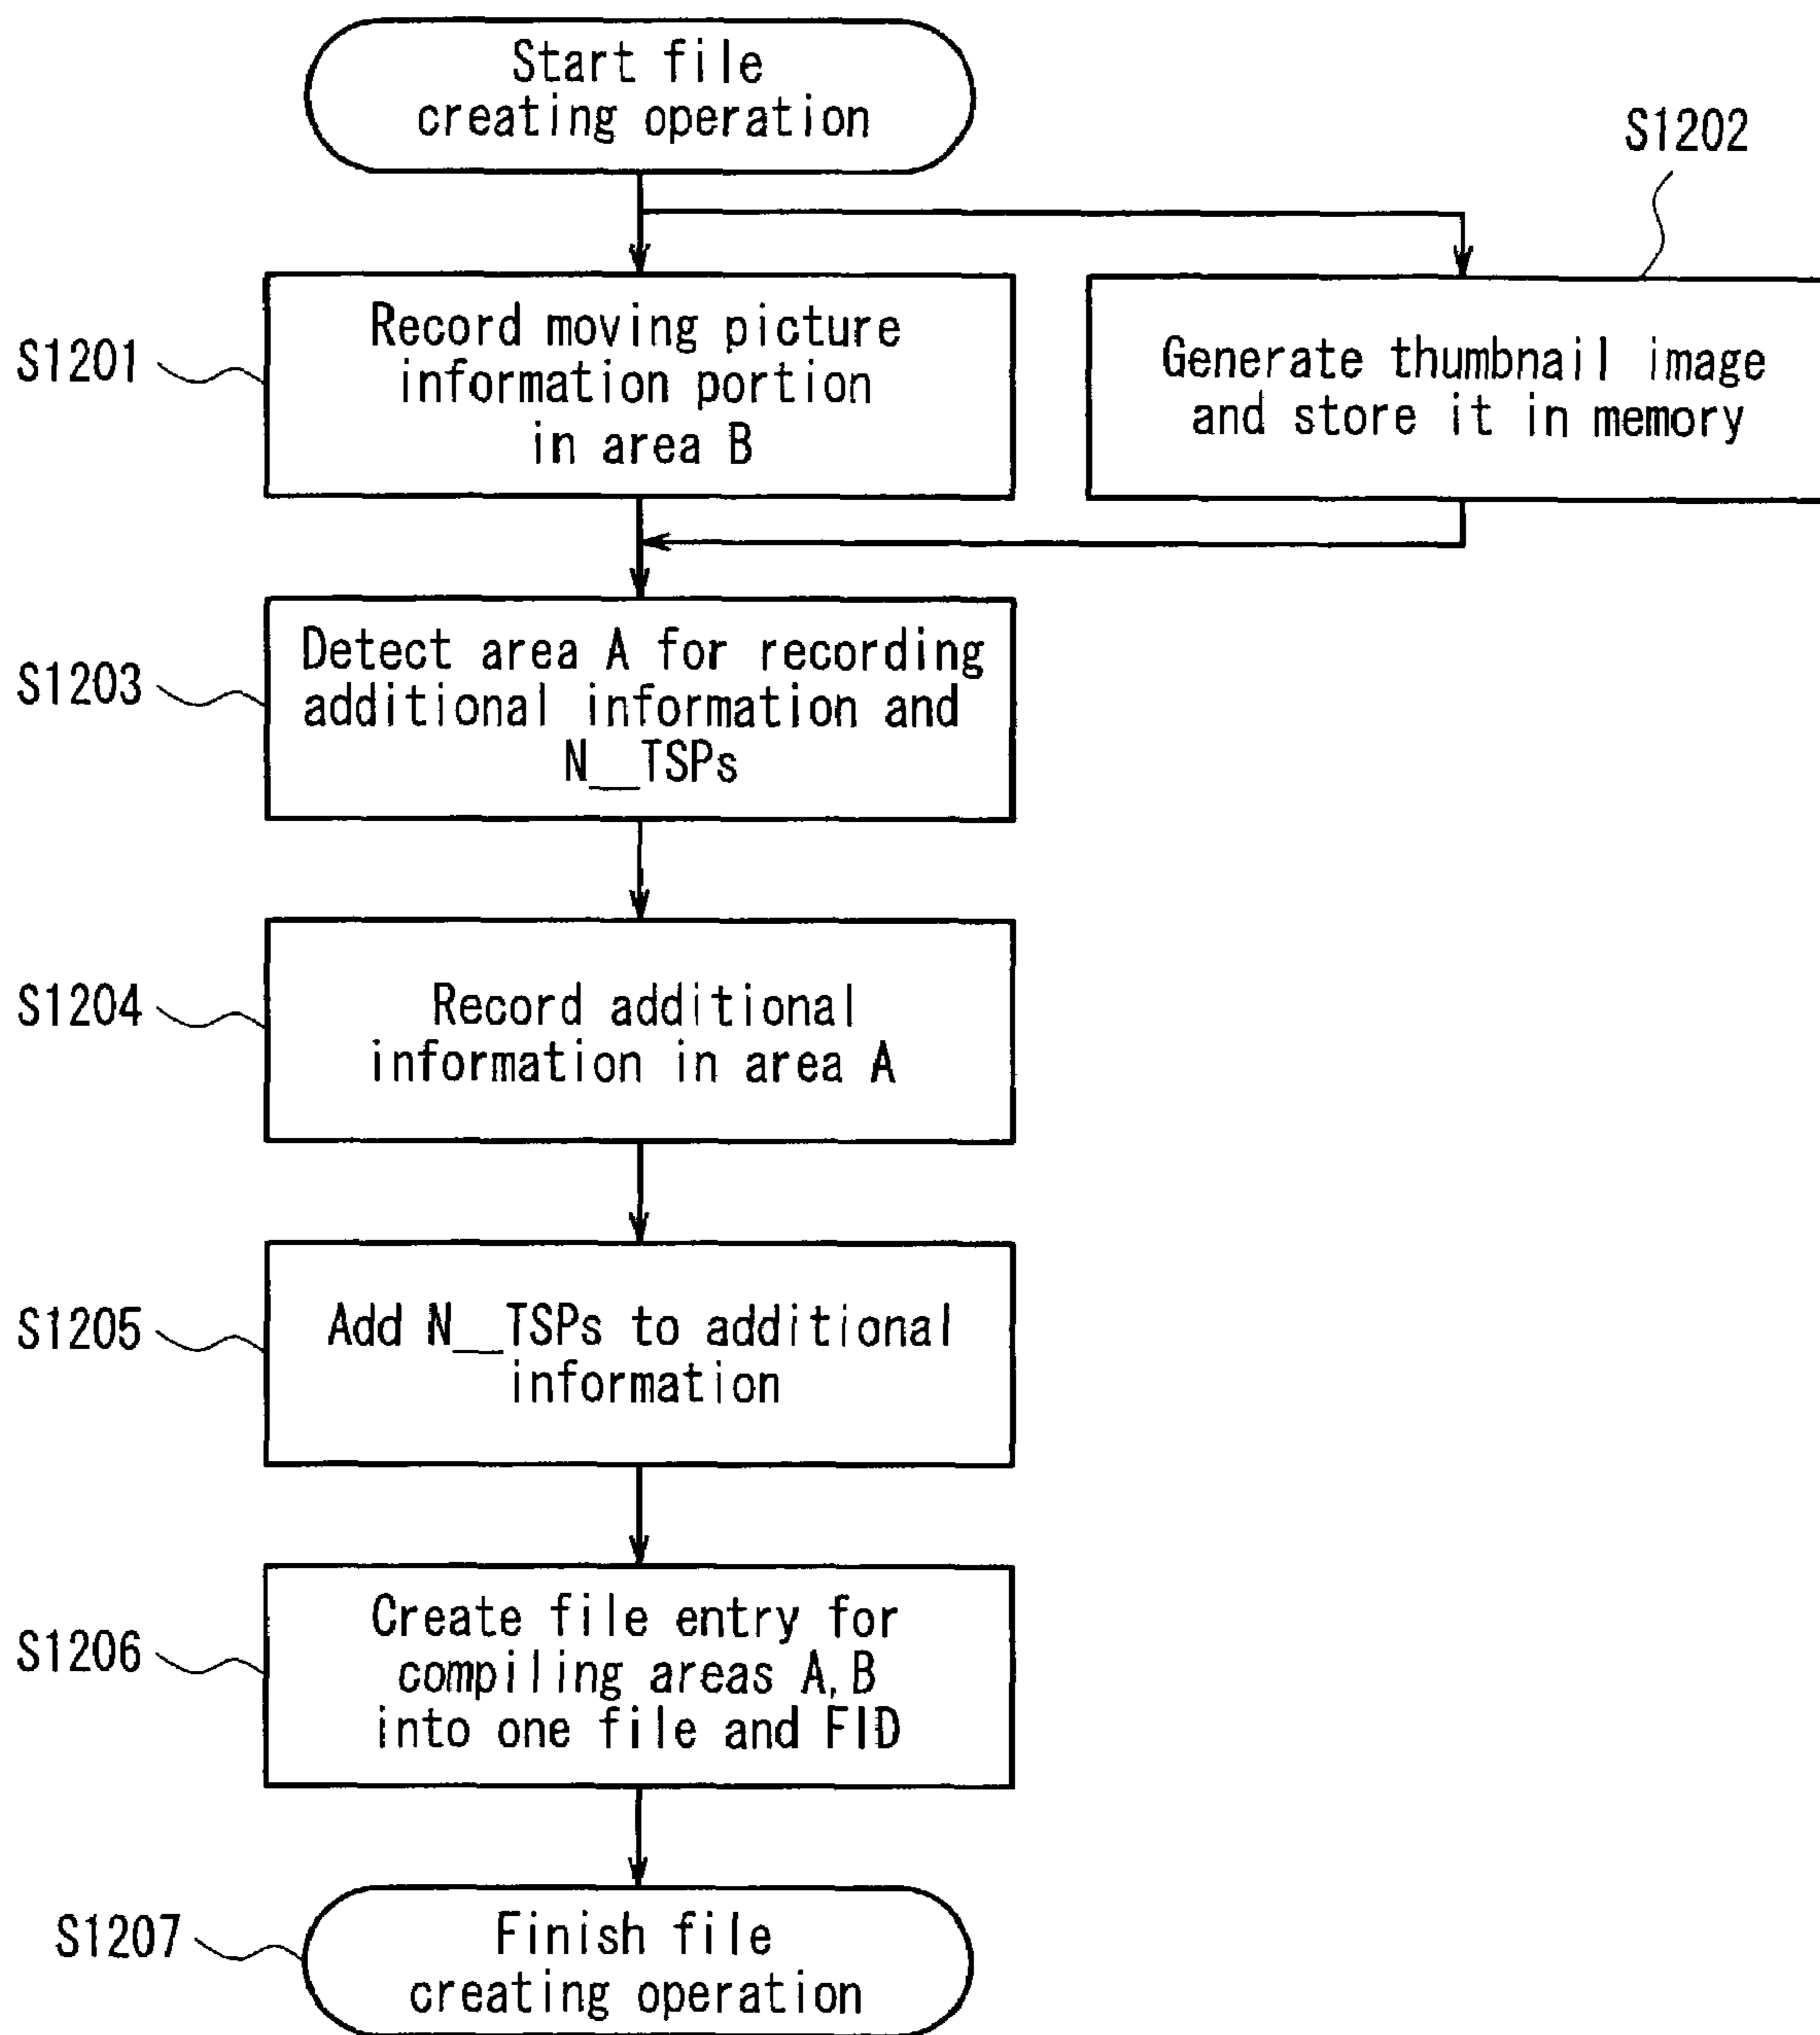 Start file
creating operation
S1202
S1201
Record moving picture
information portion
in area B
Generate thumbnail image
and store it in memory
S1203
Detect area A for recording
additional information and
N__TSPs
S1204
Record additional
information in area A
S1205
Add N__TSPs to additional
information
S1206
Create file entry for
compiling areas A, B
into one file and FID
S1207
Finish file
creating operation